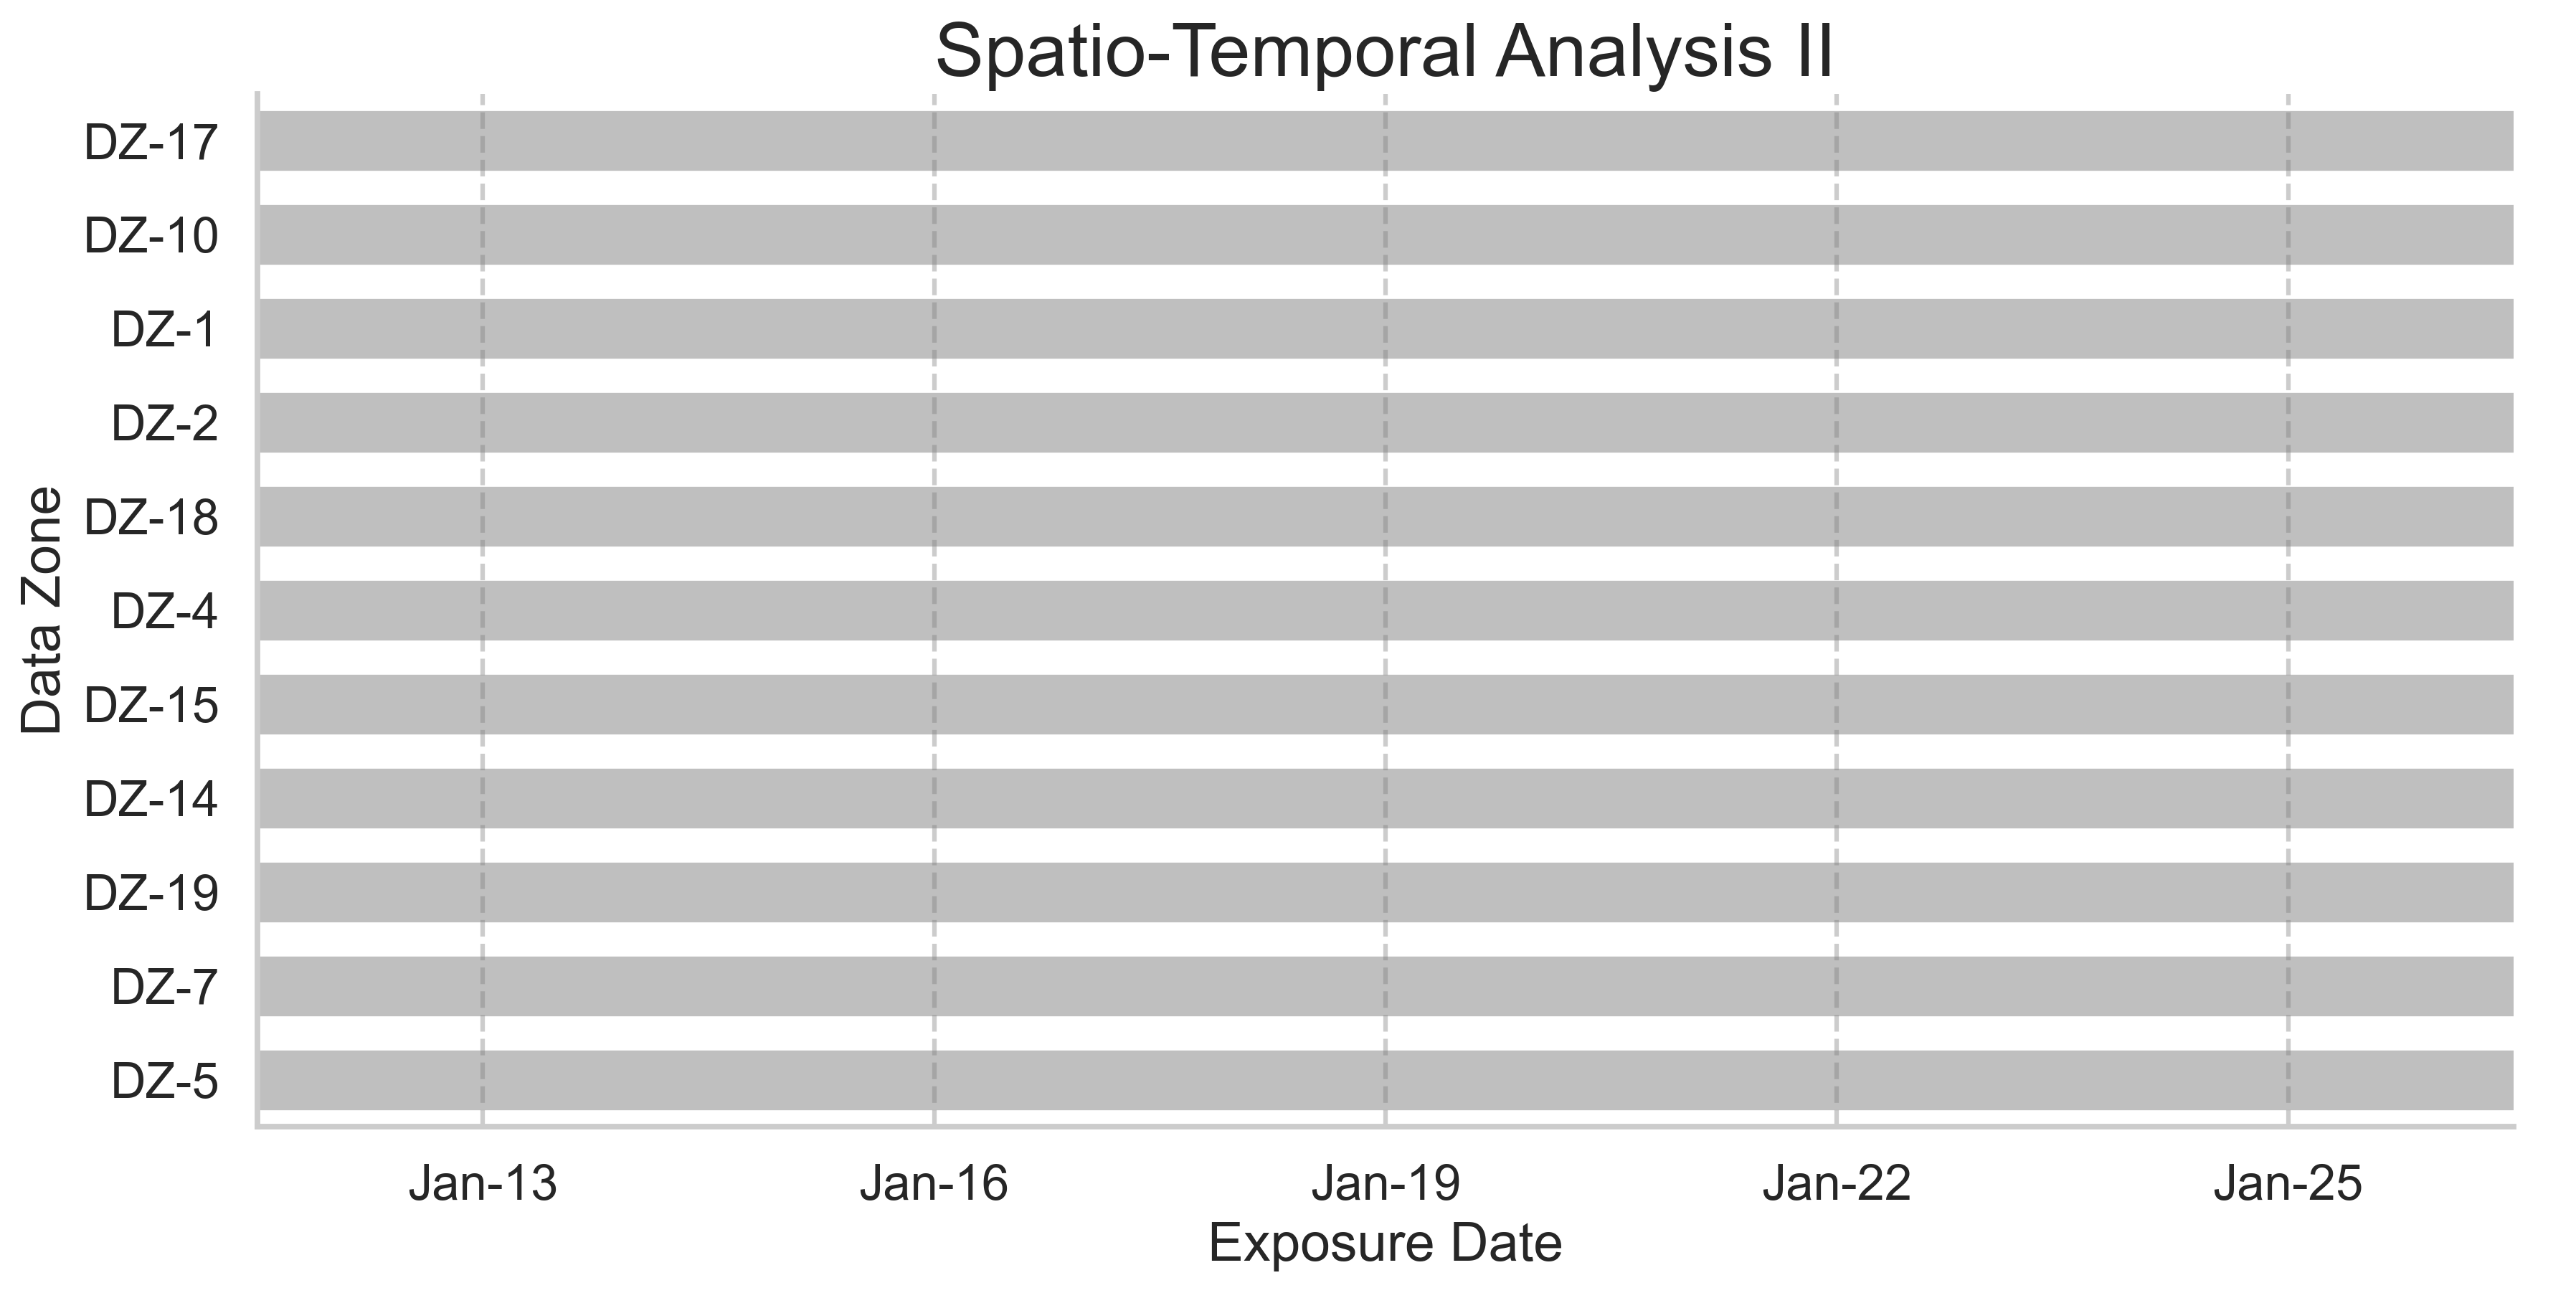 Spatio-Temporal Analysis II
Data Zone
DZ-17
DZ-10
DZ-1
DZ-2
DZ-18
DZ-4
DZ-15
DZ-14
DZ-19
DZ-7
DZ-5
Jan-13 Jan-16 Jan-19 Jan-22 Jan-25
Exposure Date